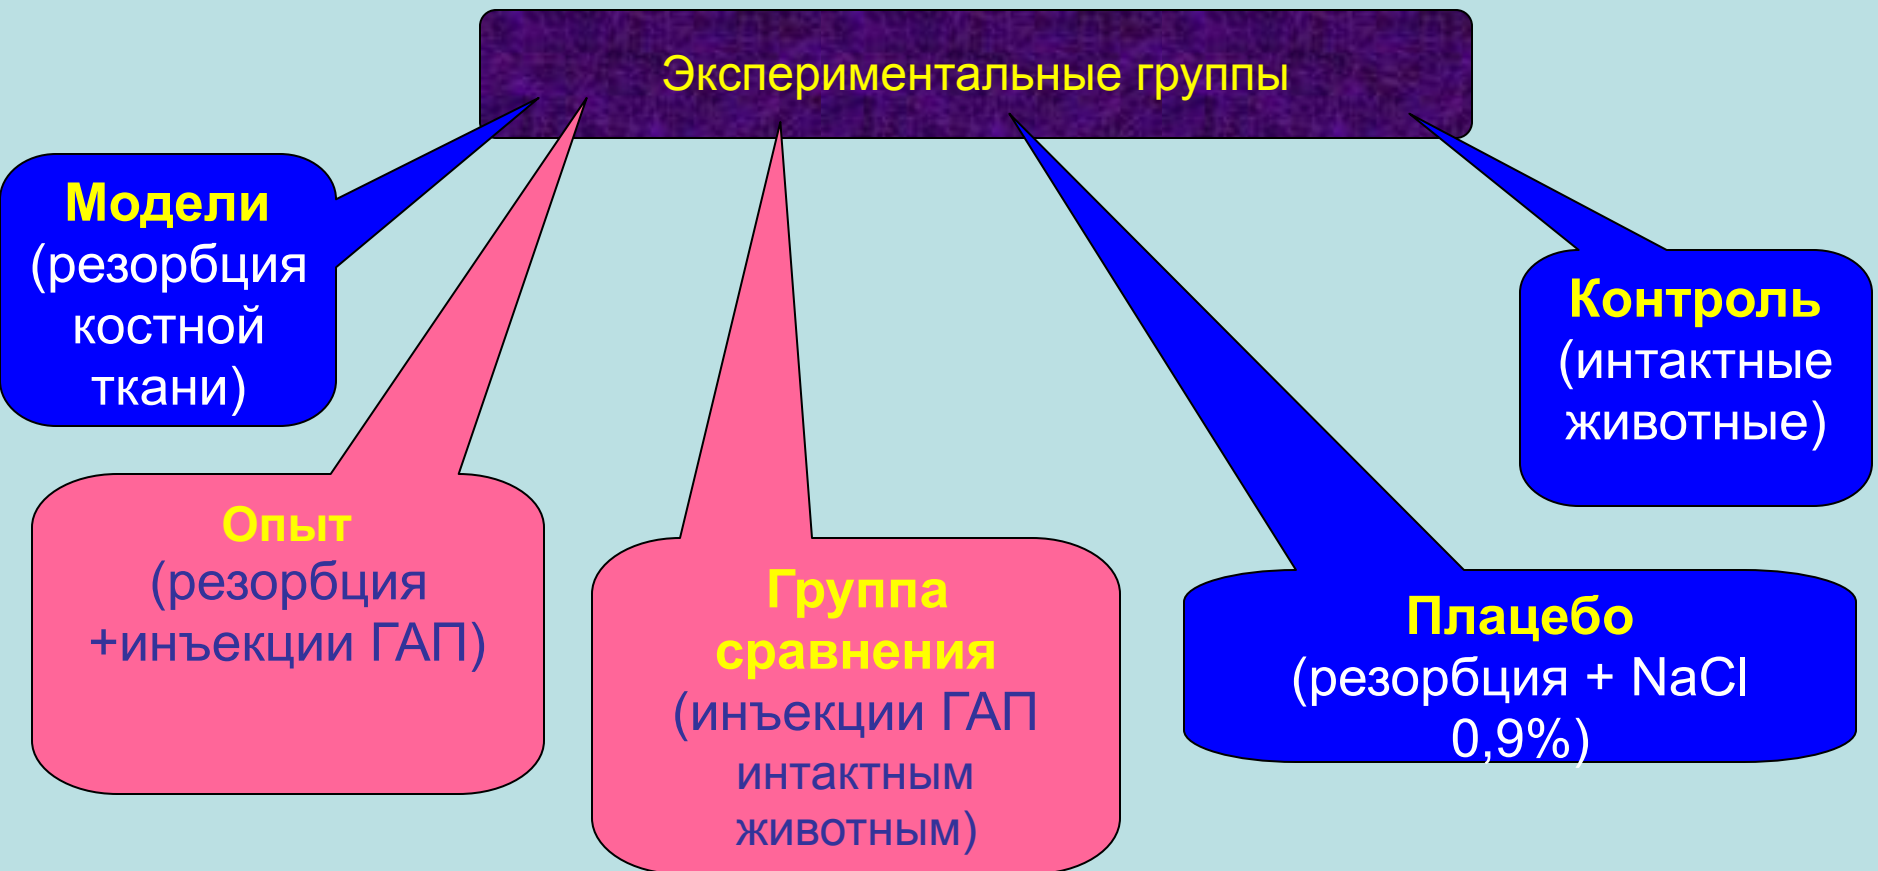 Экспериментальные группы
Модели
(резорбция
костной
ткани)
Опыт
(резорбция
+инъекции ГАП)
Группа
сравнения
(инъекции ГАП
интактным
животным)
Плацебо
(резорбция + NaCl
0,9%)
Контроль
(интактные
животные)